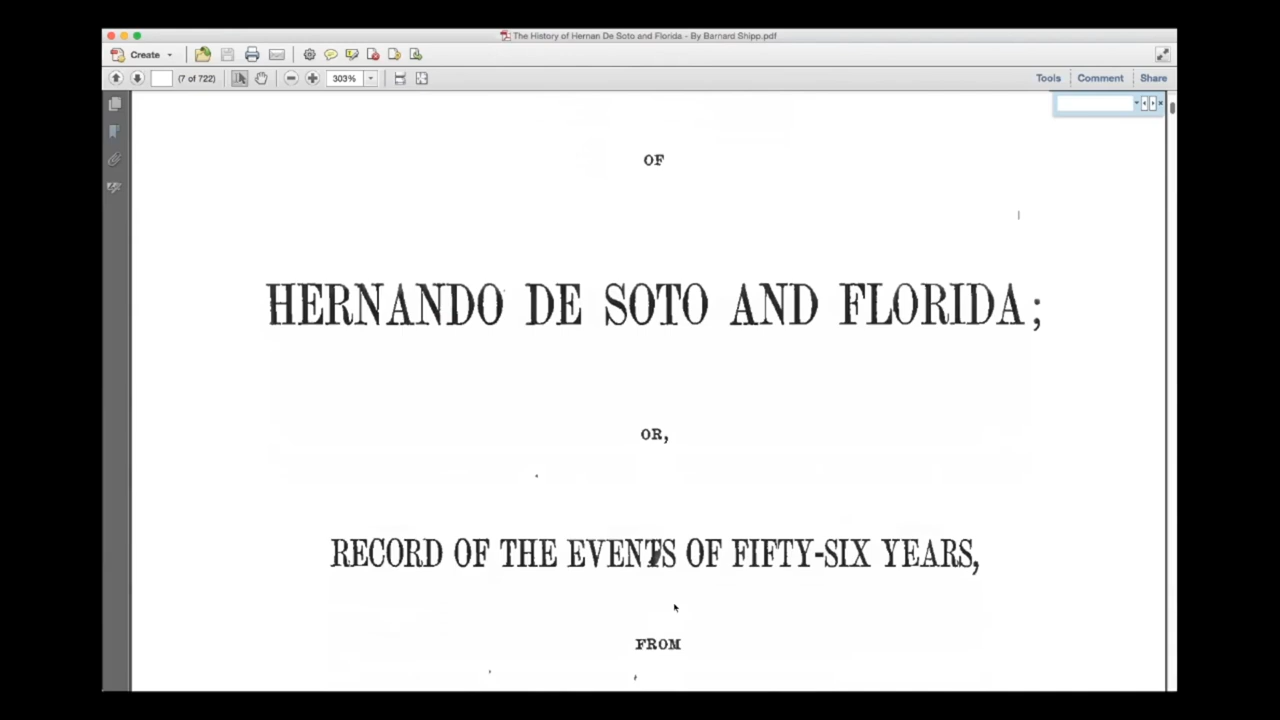 The History of Hernan De Soto and Florida - By Barnard Shipp.pdf
Create
(7 of 722)
303%
Tools
Comment
Share
OF
HERNANDO DE SOTO AND FLORIDA;
OR,
RECORD OF THE EVENTS OF FIFTY-SIX YEARS,
FROM